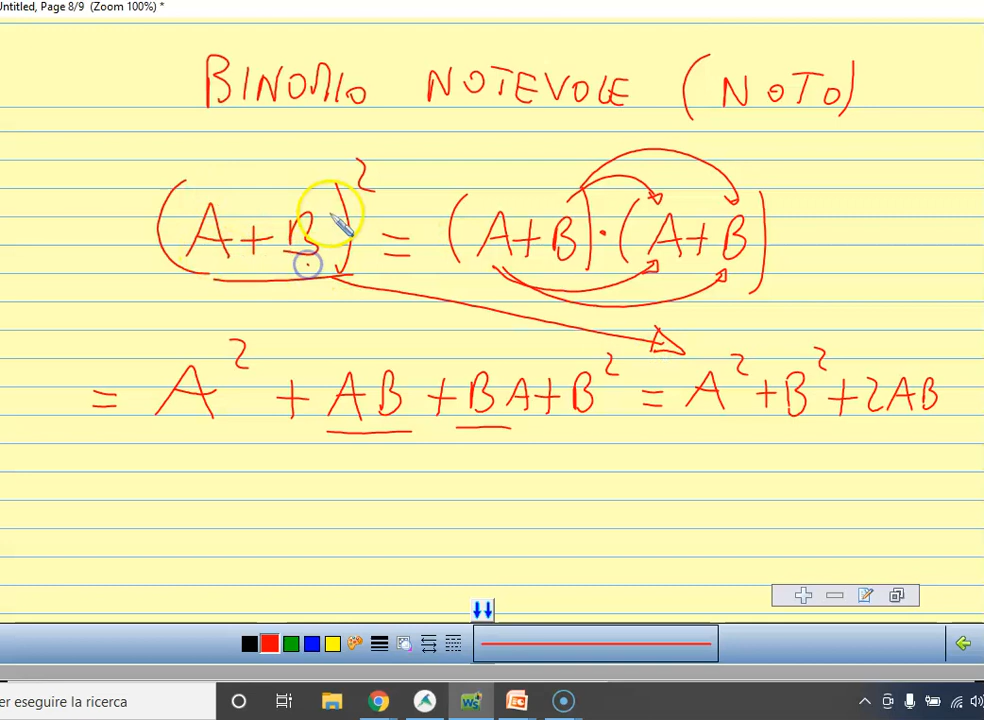 Untitled, Page 8/9 (Zoom 100%) *
BINOMIO NOTEVOLE (NOTO)
(A+B)² = (A+B)·(A+B)
= A² + AB + BA + B² = A² + B² + 2AB
er eseguire la ricerca